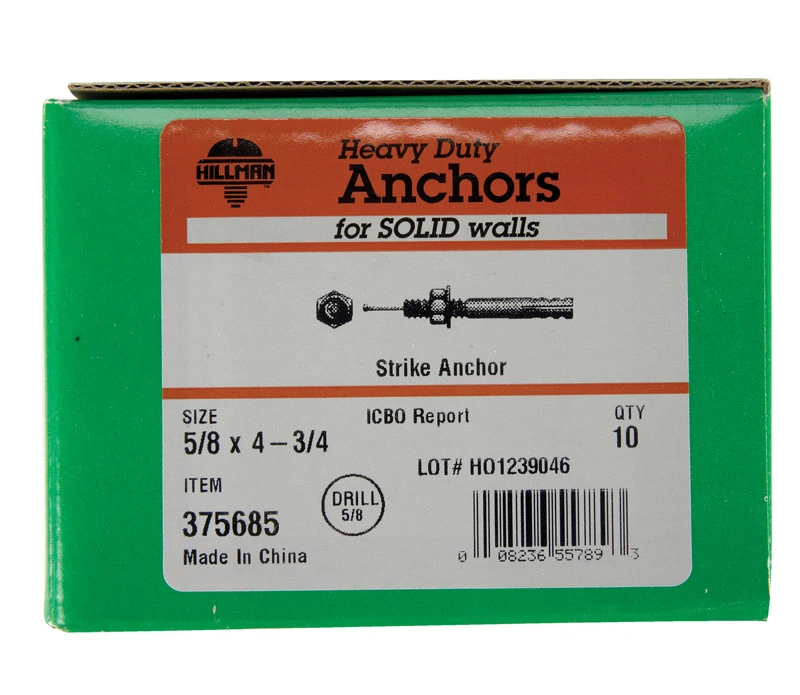 HILLMAN™
Heavy Duty
Anchors
for SOLID walls
Strike Anchor
SIZE
5/8 x 4-3/4
ICBO Report
QTY
10
LOT# HO1239046
ITEM
375685
DRILL
5/8
Made In China
0 08236 55789 3